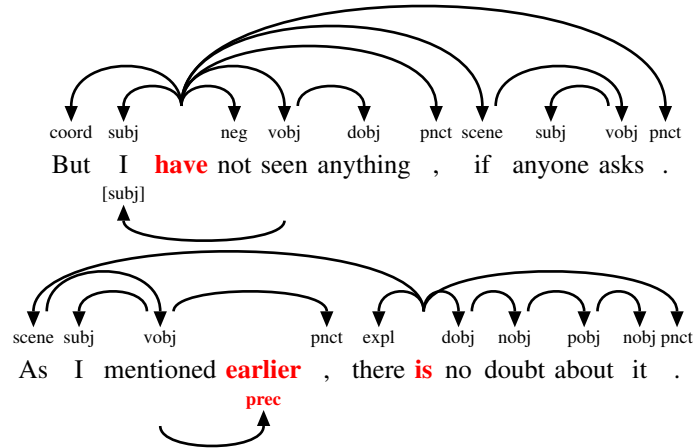 coord subj neg vobj dobj pnct scene subj vobj pnct
But I have not seen anything , if anyone asks .
[subj]
scene subj vobj pnct expl dobj nobj pobj nobj pnct
As I mentioned earlier , there is no doubt about it .
prec